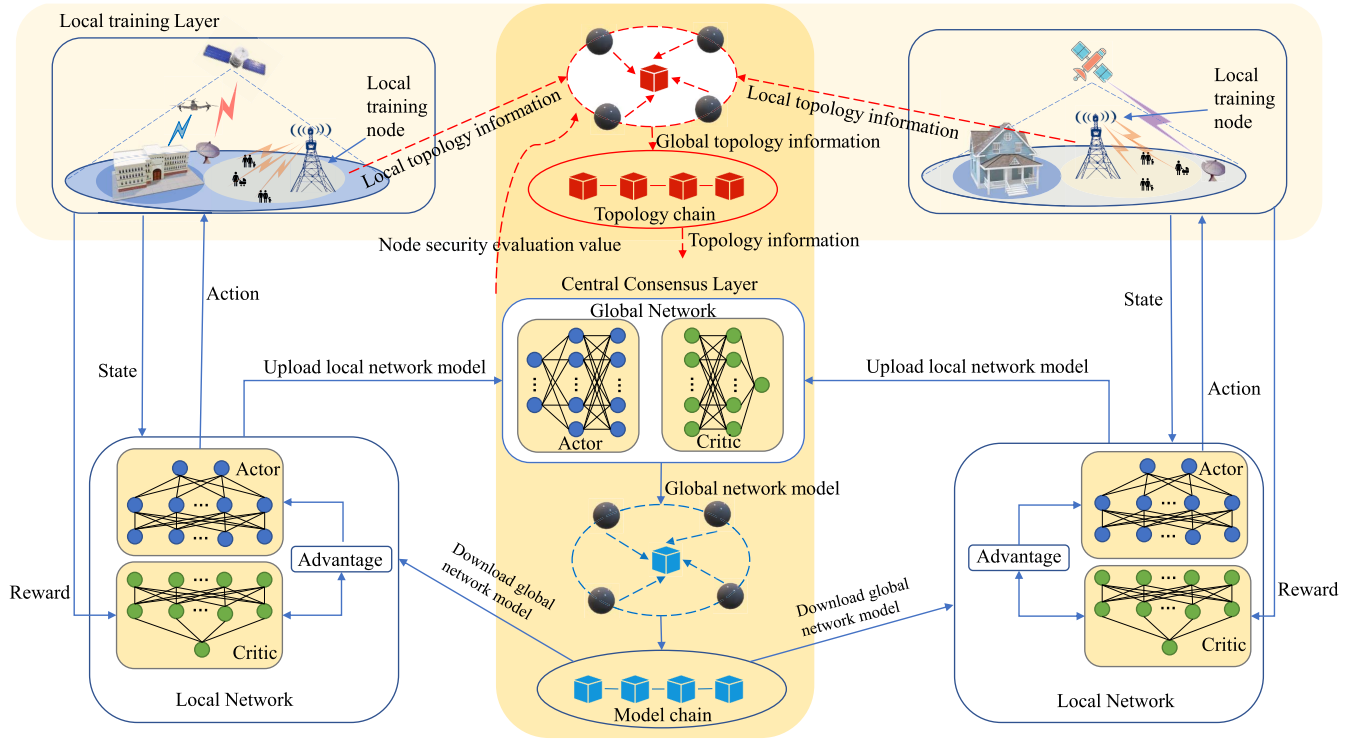 Local training Layer
Local
training
node
Local topology information
Global topology information
Topology chain
Node security evaluation value
Topology information
Local topology information
Local
training
node
Central Consensus Layer
Global Network
Actor
Critic
Action
State
Upload local network model
Upload local network model
State
Action
Global network model
Actor
Advantage
Critic
Reward
Local Network
Download global
network model
Download global
network model
Model chain
Actor
Advantage
Critic
Reward
Local Network